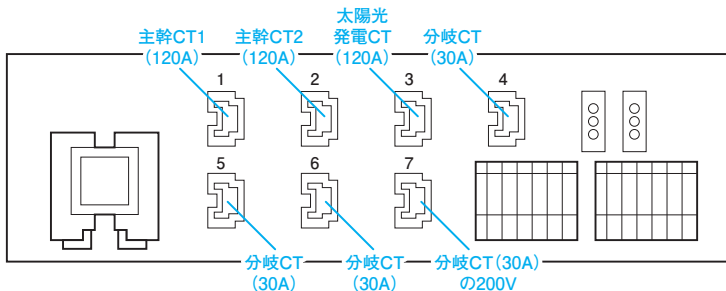 主幹CT1
(120A)
主幹CT2
(120A)
太陽光
発電CT
(120A)
分岐CT
(30A)
1
2
3
4
5
6
7
分岐CT
(30A)
分岐CT
(30A)
分岐CT(30A)
の200V